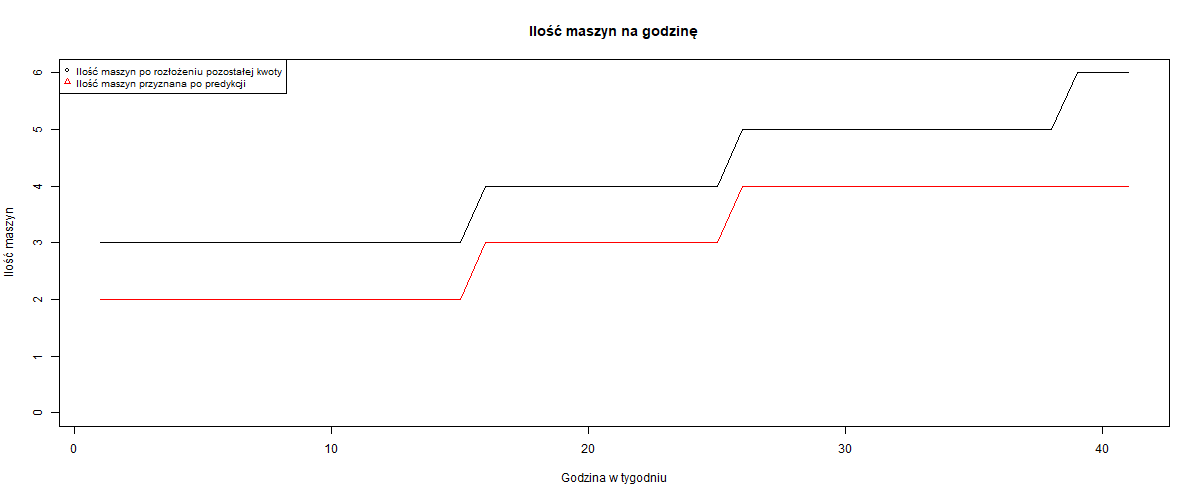 Ilość maszyn na godzinę
Ilość maszyn po rozłożeniu pozostałej kwoty
Ilość maszyn przyznana po predykcji
Ilość maszyn
6
5
4
3
2
1
0
0 10 20 30 40
Godzina w tygodniu